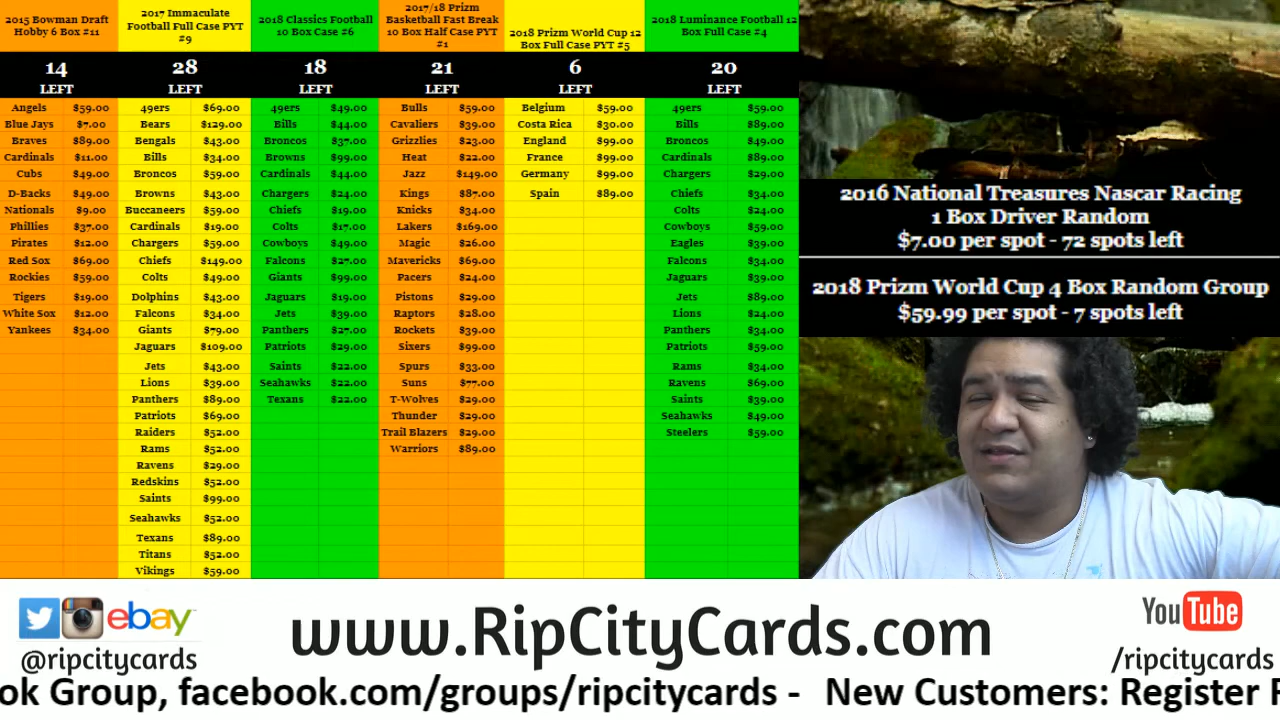 2015 Bowman Draft
Hobby 6 Box #11
14
LEFT
Angels $59.00
Blue Jays $7.00
Braves $89.00
Cardinals $11.00
Cubs $49.00
D-Backs $49.00
Nationals $9.00
Phillies $37.00
Pirates $12.00
Red Sox $69.00
Rockies $59.00
Tigers $19.00
White Sox $12.00
Yankees $34.00
2017 Immaculate
Football Full Case PYT
#9
28
LEFT
49ers $69.00
Bears $129.00
Bengals $43.00
Bills $34.00
Broncos $59.00
Browns $43.00
Buccaneers $59.00
Cardinals $19.00
Chargers $59.00
Chiefs $149.00
Colts $49.00
Dolphins $43.00
Falcons $34.00
Giants $79.00
Jaguars $109.00
Jets $43.00
Lions $39.00
Panthers $89.00
Patriots $69.00
Raiders $52.00
Rams $52.00
Ravens $29.00
Redskins $52.00
Saints $99.00
Seahawks $52.00
Texans $89.00
Titans $52.00
Vikings $59.00
2018 Classics Football
10 Box Case #6
18
LEFT
49ers $49.00
Bills $44.00
Broncos $37.00
Browns $99.00
Cardinals $44.00
Chargers $24.00
Chiefs $19.00
Colts $17.00
Cowboys $49.00
Falcons $27.00
Giants $99.00
Jaguars $19.00
Jets $39.00
Panthers $27.00
Patriots $29.00
Saints $22.00
Seahawks $22.00
Texans $22.00
2017/18 Prizm
Basketball Fast Break
10 Box Half Case PYT
#1
21
LEFT
Bulls $59.00
Cavaliers $39.00
Grizzlies $23.00
Heat $22.00
Jazz $149.00
Kings $87.00
Knicks $34.00
Lakers $169.00
Magic $26.00
Mavericks $69.00
Pacers $24.00
Pistons $29.00
Raptors $28.00
Rockets $39.00
Sixers $99.00
Spurs $33.00
Suns $77.00
T-Wolves $29.00
Thunder $29.00
Trail Blazers $29.00
Warriors $89.00
2018 Prizm World Cup 12
Box Full Case PYT #5
6
LEFT
Belgium $59.00
Costa Rica $30.00
England $99.00
France $99.00
Germany $99.00
Spain $89.00
2018 Luminance Football 12
Box Full Case #4
20
LEFT
49ers $59.00
Bills $89.00
Broncos $49.00
Cardinals $89.00
Chargers $29.00
Chiefs $34.00
Colts $24.00
Cowboys $59.00
Eagles $39.00
Falcons $34.00
Jaguars $39.00
Jets $89.00
Lions $24.00
Panthers $34.00
Patriots $59.00
Rams $34.00
Ravens $69.00
Saints $39.00
Seahawks $49.00
Steelers $59.00
2016 National Treasures Nascar Racing
1 Box Driver Random
$7.00 per spot - 72 spots left
2018 Prizm World Cup 4 Box Random Group
$59.99 per spot - 7 spots left
ebay
@ripcitycards
www.RipCityCards.com
YouTube
/ripcitycards
ok Group, facebook.com/groups/ripcitycards - New Customers: Register F